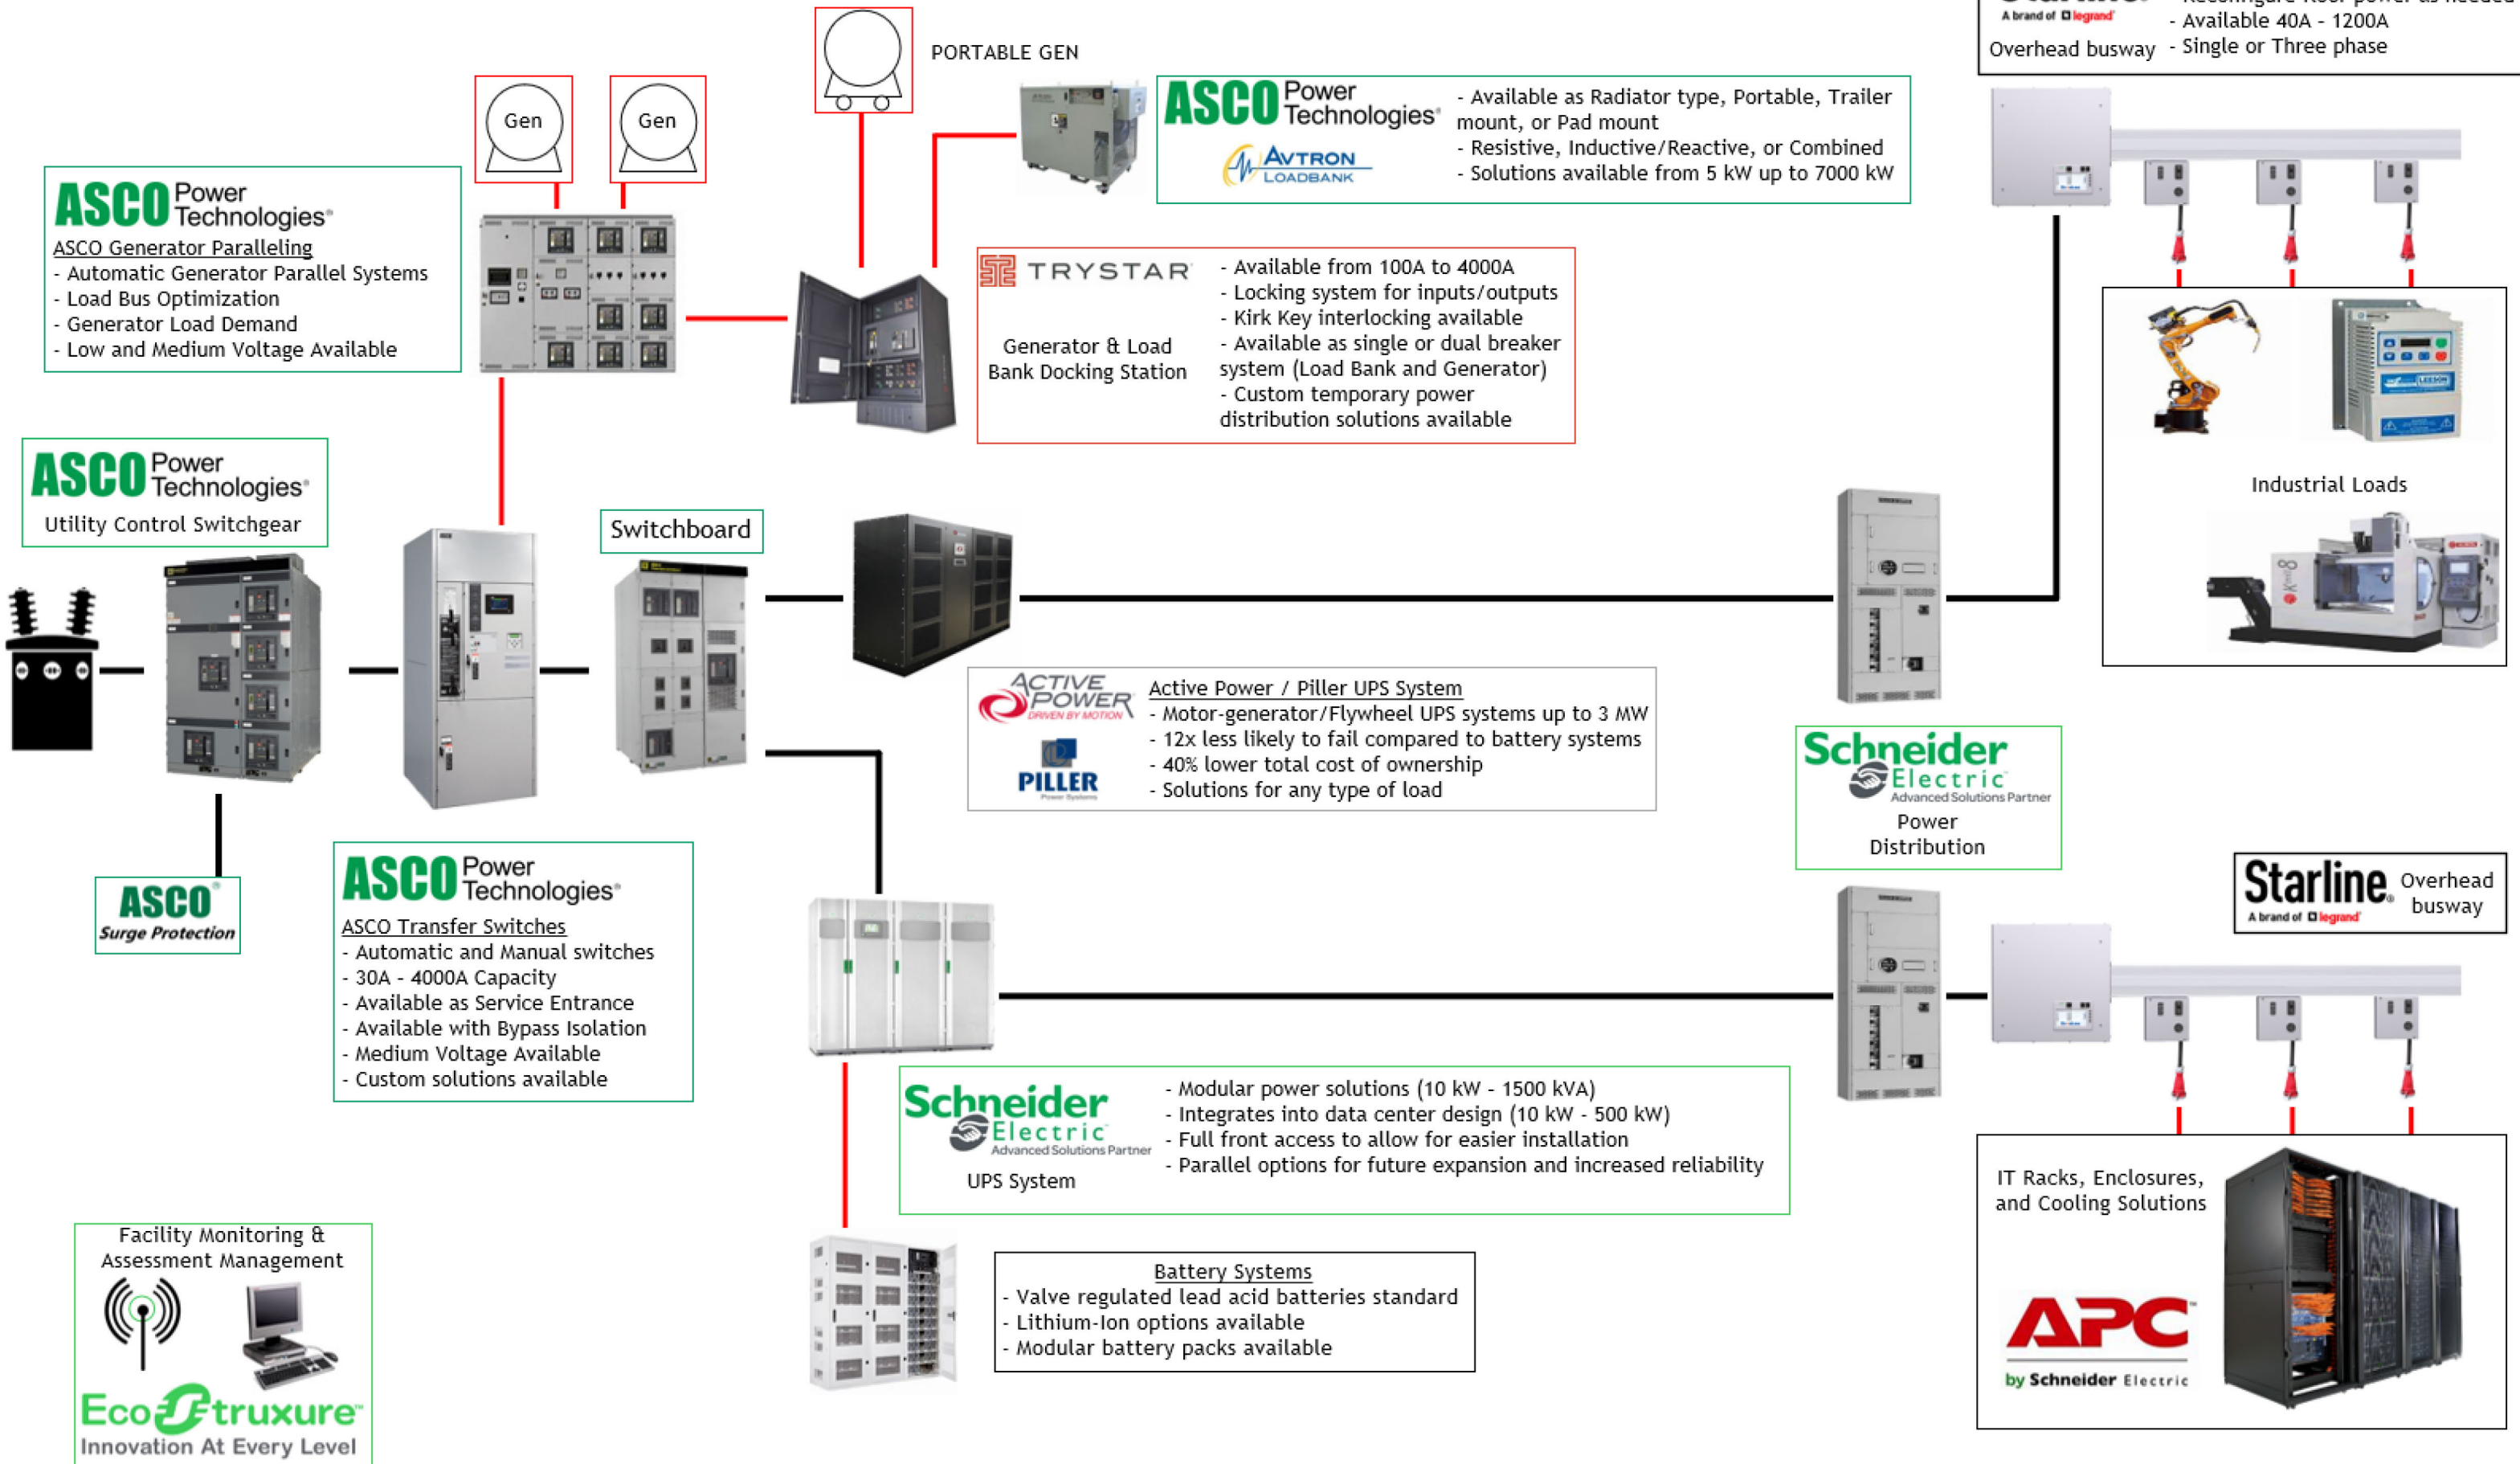 A brand of legrand
- Available 40A - 1200A
Overhead busway
- Single or Three phase
PORTABLE GEN
Gen
Gen
ASCO Power Technologies®
AVTRON
LOADBANK
- Available as Radiator type, Portable, Trailer
mount, or Pad mount
- Resistive, Inductive/Reactive, or Combined
- Solutions available from 5 kW up to 7000 kW
ASCO Power Technologies®
ASCO Generator Paralleling
- Automatic Generator Parallel Systems
- Load Bus Optimization
- Generator Load Demand
- Low and Medium Voltage Available
TRYSTAR
Generator & Load
Bank Docking Station
- Available from 100A to 4000A
- Locking system for inputs/outputs
- Kirk Key interlocking available
- Available as single or dual breaker
system (Load Bank and Generator)
- Custom temporary power
distribution solutions available
ASCO Power Technologies®
Utility Control Switchgear
Switchboard
LEESON
Industrial Loads
ACTIVE
POWER
DRIVEN BY MOTION
PILLER
Power Systems
Active Power / Piller UPS System
- Motor-generator/Flywheel UPS systems up to 3 MW
- 12x less likely to fail compared to battery systems
- 40% lower total cost of ownership
- Solutions for any type of load
Schneider
Electric™
Advanced Solutions Partner
Power
Distribution
ASCO®
Surge Protection
ASCO Power Technologies®
ASCO Transfer Switches
- Automatic and Manual switches
- 30A - 4000A Capacity
- Available as Service Entrance
- Available with Bypass Isolation
- Medium Voltage Available
- Custom solutions available
Starline®
A brand of legrand®
Overhead
busway
Schneider
Electric™
Advanced Solutions Partner
UPS System
- Modular power solutions (10 kW - 1500 kVA)
- Integrates into data center design (10 kW - 500 kW)
- Full front access to allow for easier installation
- Parallel options for future expansion and increased reliability
IT Racks, Enclosures,
and Cooling Solutions
APC™
by Schneider Electric
Facility Monitoring &
Assessment Management
EcoStruxure™
Innovation At Every Level
Battery Systems
- Valve regulated lead acid batteries standard
- Lithium-Ion options available
- Modular battery packs available